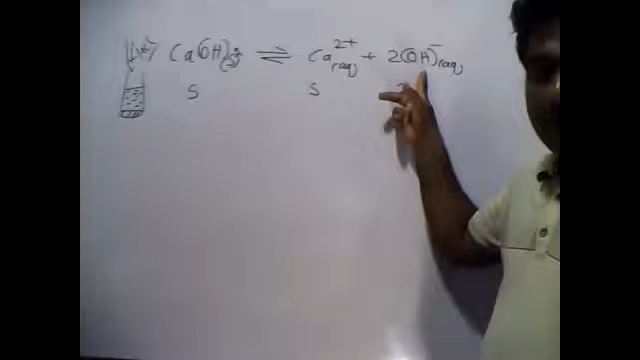 Ca(OH)₂(s) ⇌ Ca²⁺(aq) + 2(OH)⁻(aq)
S S